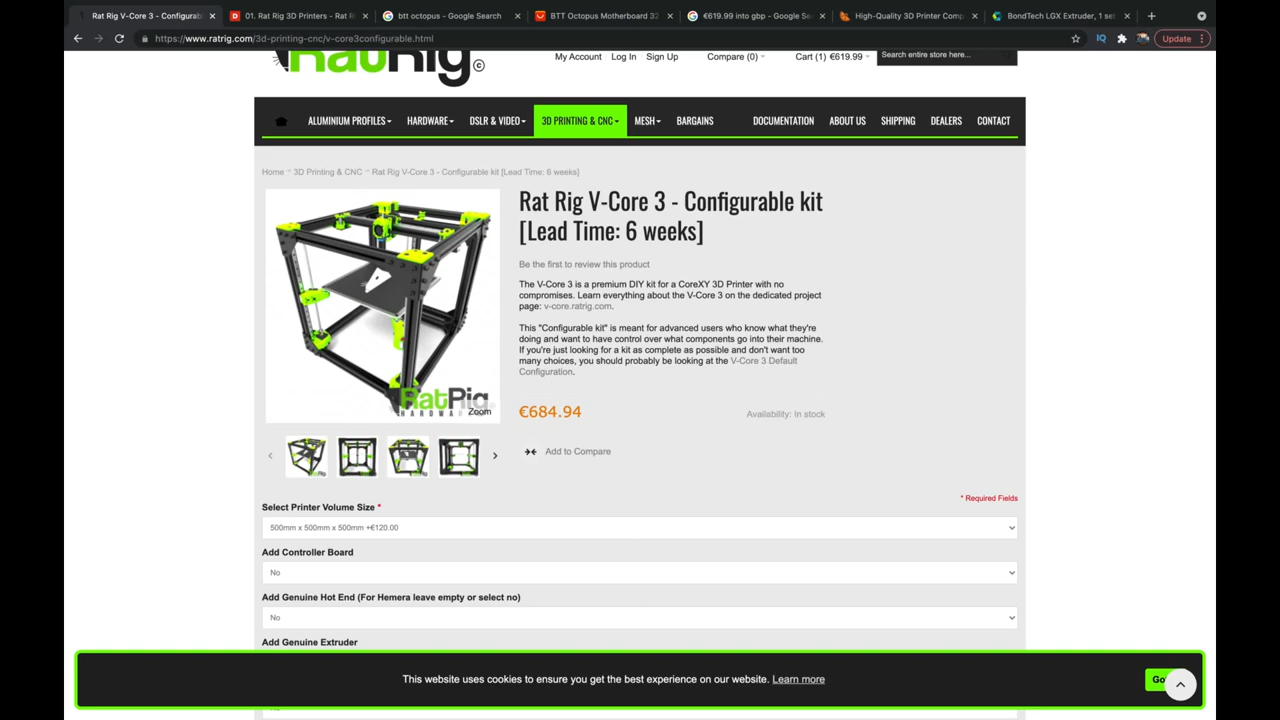 Rat Rig V-Core 3 - Configurab
01. Rat Rig 3D Printers - Rat R
btt octopus - Google Search
BTT Octopus Motherboard 32
€619.99 into gbp - Google Se
High-Quality 3D Printer Comp
BondTech LGX Extruder, 1 set
https://www.ratrig.com/3d-printing-cnc/v-core3configurable.html
Update
RatRig ©
My Account Log In Sign Up Compare (0) Cart (1) €619.99 Search entire store here...
ALUMINIUM PROFILES HARDWARE DSLR & VIDEO 3D PRINTING & CNC MESH BARGAINS DOCUMENTATION ABOUT US SHIPPING DEALERS CONTACT
Home 3D Printing & CNC Rat Rig V-Core 3 - Configurable kit [Lead Time: 6 weeks]
Rat Rig V-Core 3 - Configurable kit
[Lead Time: 6 weeks]
Be the first to review this product
The V-Core 3 is a premium DIY kit for a CoreXY 3D Printer with no
compromises. Learn everything about the V-Core 3 on the dedicated project
page: v-core.ratrig.com.
This "Configurable kit" is meant for advanced users who know what they're
doing and want to have control over what components go into their machine.
If you're just looking for a kit as complete as possible and don't want too
many choices, you should probably be looking at the V-Core 3 Default
Configuration.
RatRig
HARDWA
Zoom
€684.94
Availability: In stock
Add to Compare
* Required Fields
Select Printer Volume Size *
500mm x 500mm x 500mm +€120.00
Add Controller Board
No
Add Genuine Hot End (For Hemera leave empty or select no)
No
Add Genuine Extruder
This website uses cookies to ensure you get the best experience on our website. Learn more
Go